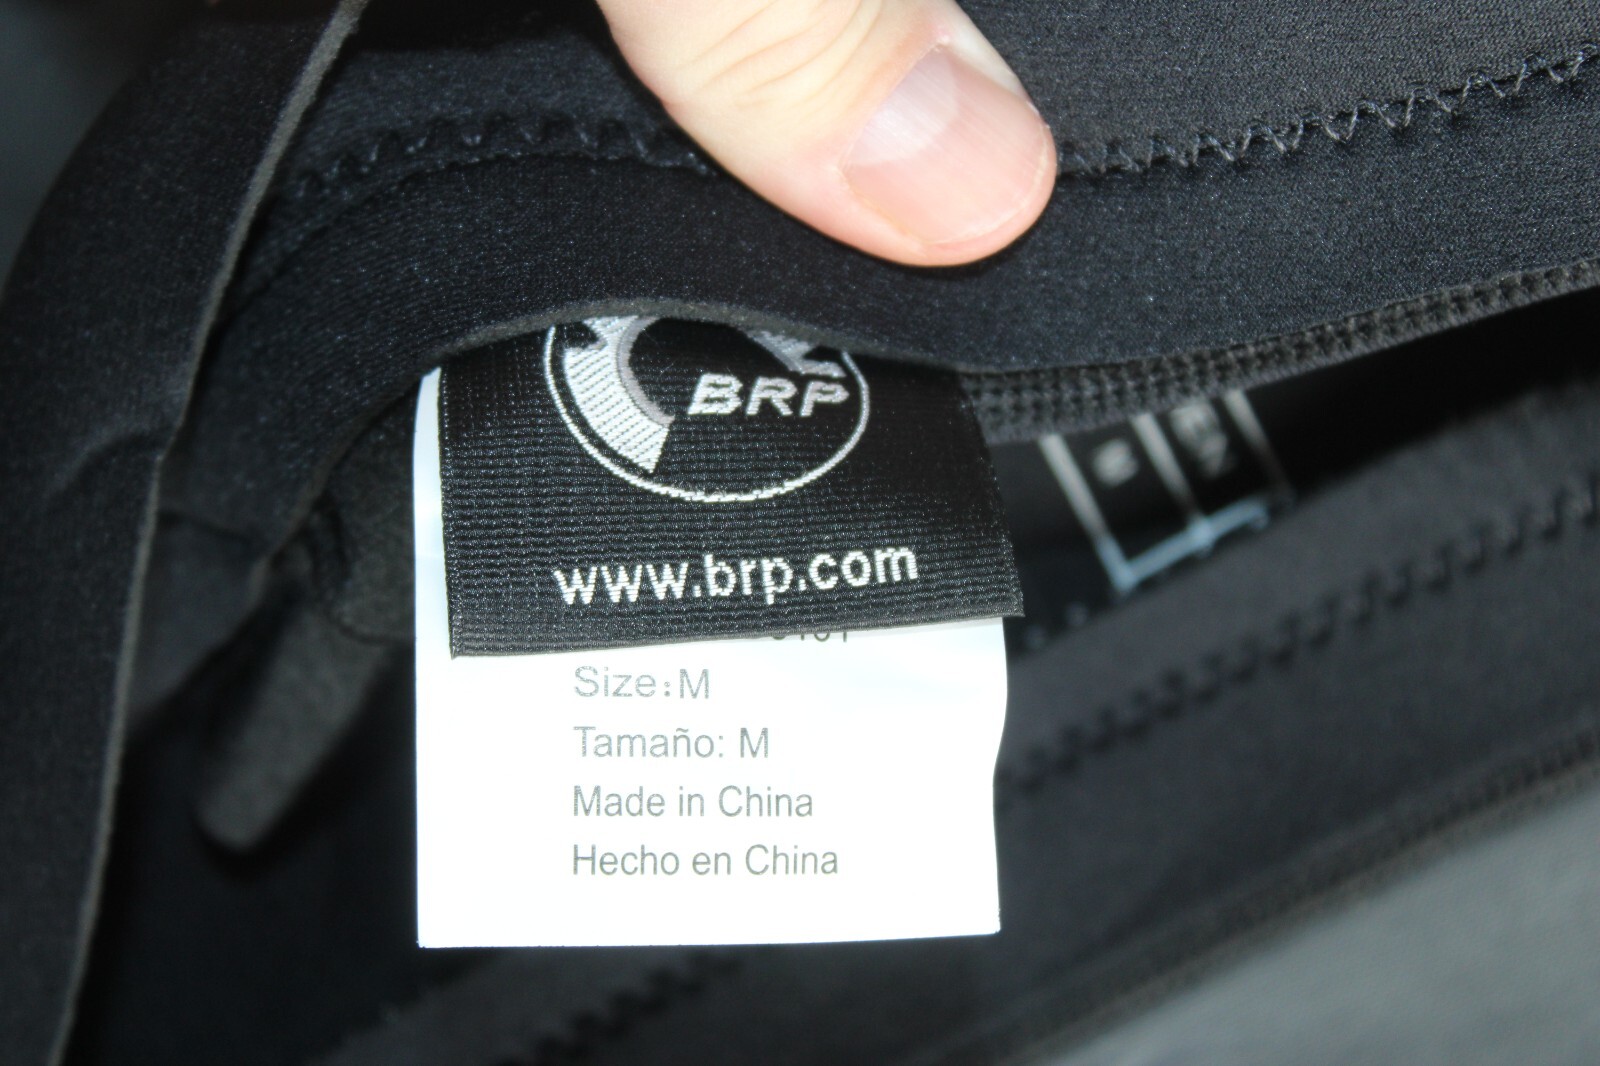 BRP
www.brp.com
Size:M
Tamaño: M
Made in China
Hecho en China
M